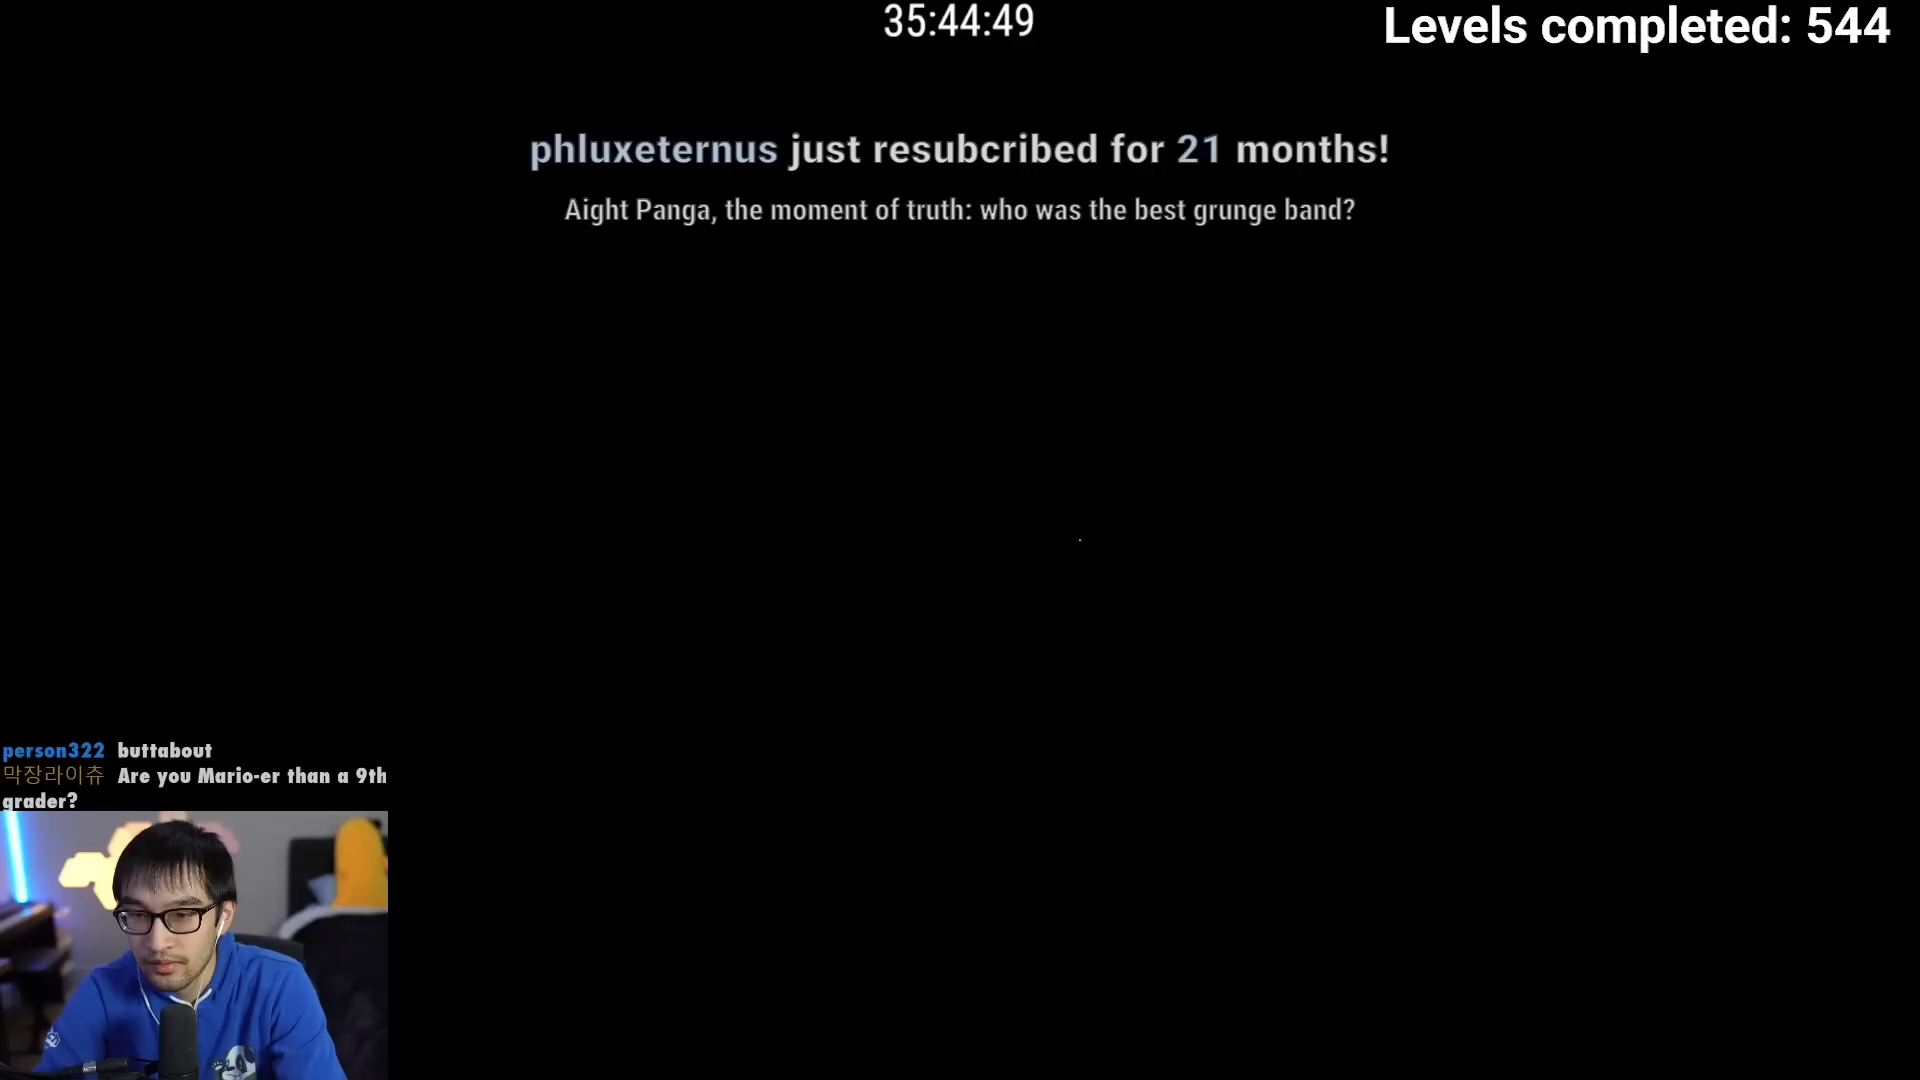 35:44:49
Levels completed: 544
phluxeternus just resubcribed for 21 months!
Aight Panga, the moment of truth: who was the best grunge band?
person322 buttabout
막장라이츄 Are you Mario-er than a 9th
grader?